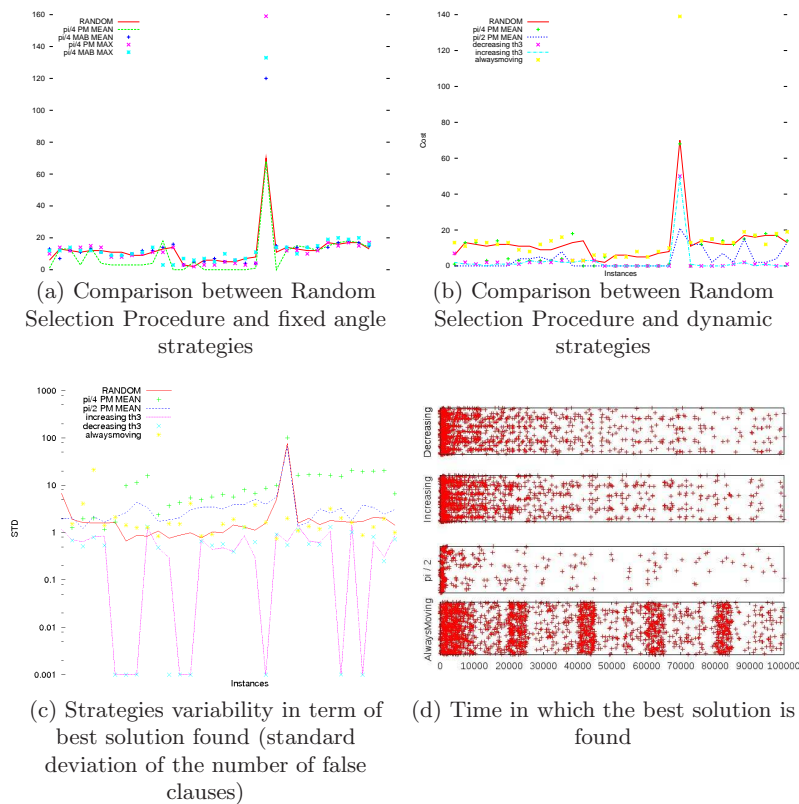 RANDOM
pi/4 PM MEAN
pi/4 MAB MEAN
pi/4 PM MAX
pi/4 MAB MAX
160
140
120
100
80
60
40
20
0
(a) Comparison between Random
Selection Procedure and fixed angle
strategies
RANDOM
pi/4 PM MEAN
pi/2 PM MEAN
decreasing th3
increasing th3
alwaysmoving
140
120
100
80
60
40
20
0
Cost
Instances
(b) Comparison between Random
Selection Procedure and dynamic
strategies
RANDOM
pi/4 PM MEAN
pi/2 PM MEAN
increasing th3
decreasing th3
alwaysmoving
1000
100
10
1
0.1
0.01
0.001
STD
Instances
(c) Strategies variability in term of
best solution found (standard
deviation of the number of false
clauses)
Decreasing
Increasing
pi / 2
AlwaysMoving
0 10000 20000 30000 40000 50000 60000 70000 80000 90000 100000
(d) Time in which the best solution is
found